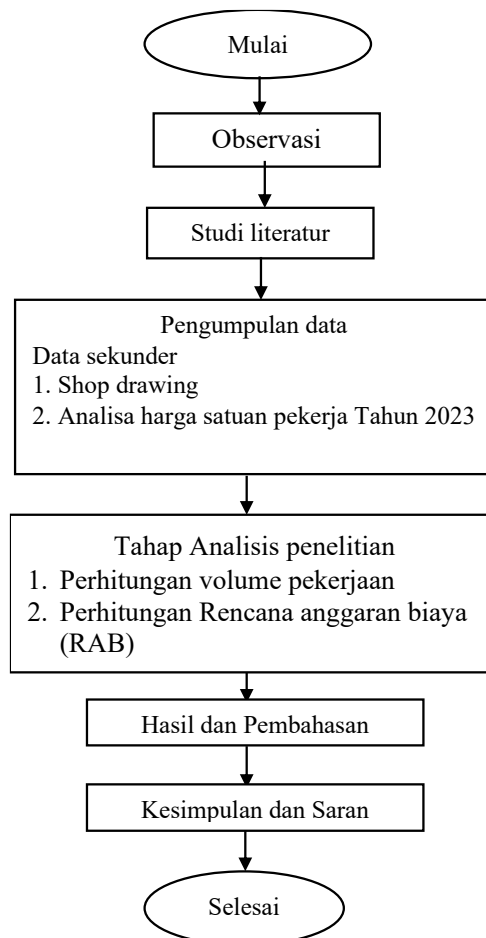 Mulai
Observasi
Studi literatur
Pengumpulan data
Data sekunder
1. Shop drawing
2. Analisa harga satuan pekerja Tahun 2023
Tahap Analisis penelitian
1. Perhitungan volume pekerjaan
2. Perhitungan Rencana anggaran biaya
(RAB)
Hasil dan Pembahasan
Kesimpulan dan Saran
Selesai